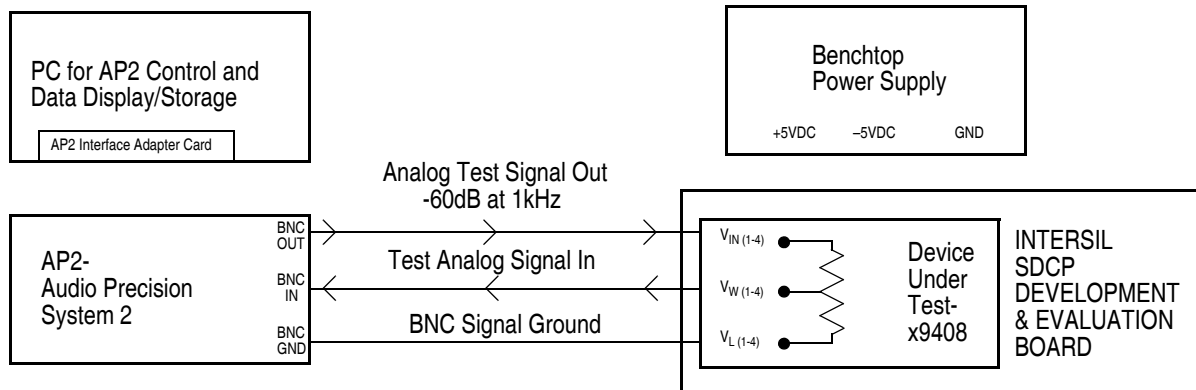 PC for AP2 Control and
Data Display/Storage
AP2 Interface Adapter Card
Benchtop
Power Supply
+5VDC –5VDC GND
Analog Test Signal Out
-60dB at 1kHz
AP2-
Audio Precision
System 2
BNC
OUT
BNC
IN
BNC
GND
Test Analog Signal In
BNC Signal Ground
VIN (1-4)
VW (1-4)
VL (1-4)
Device
Under
Test-
x9408
INTERSIL
SDCP
DEVELOPMENT
& EVALUATION
BOARD